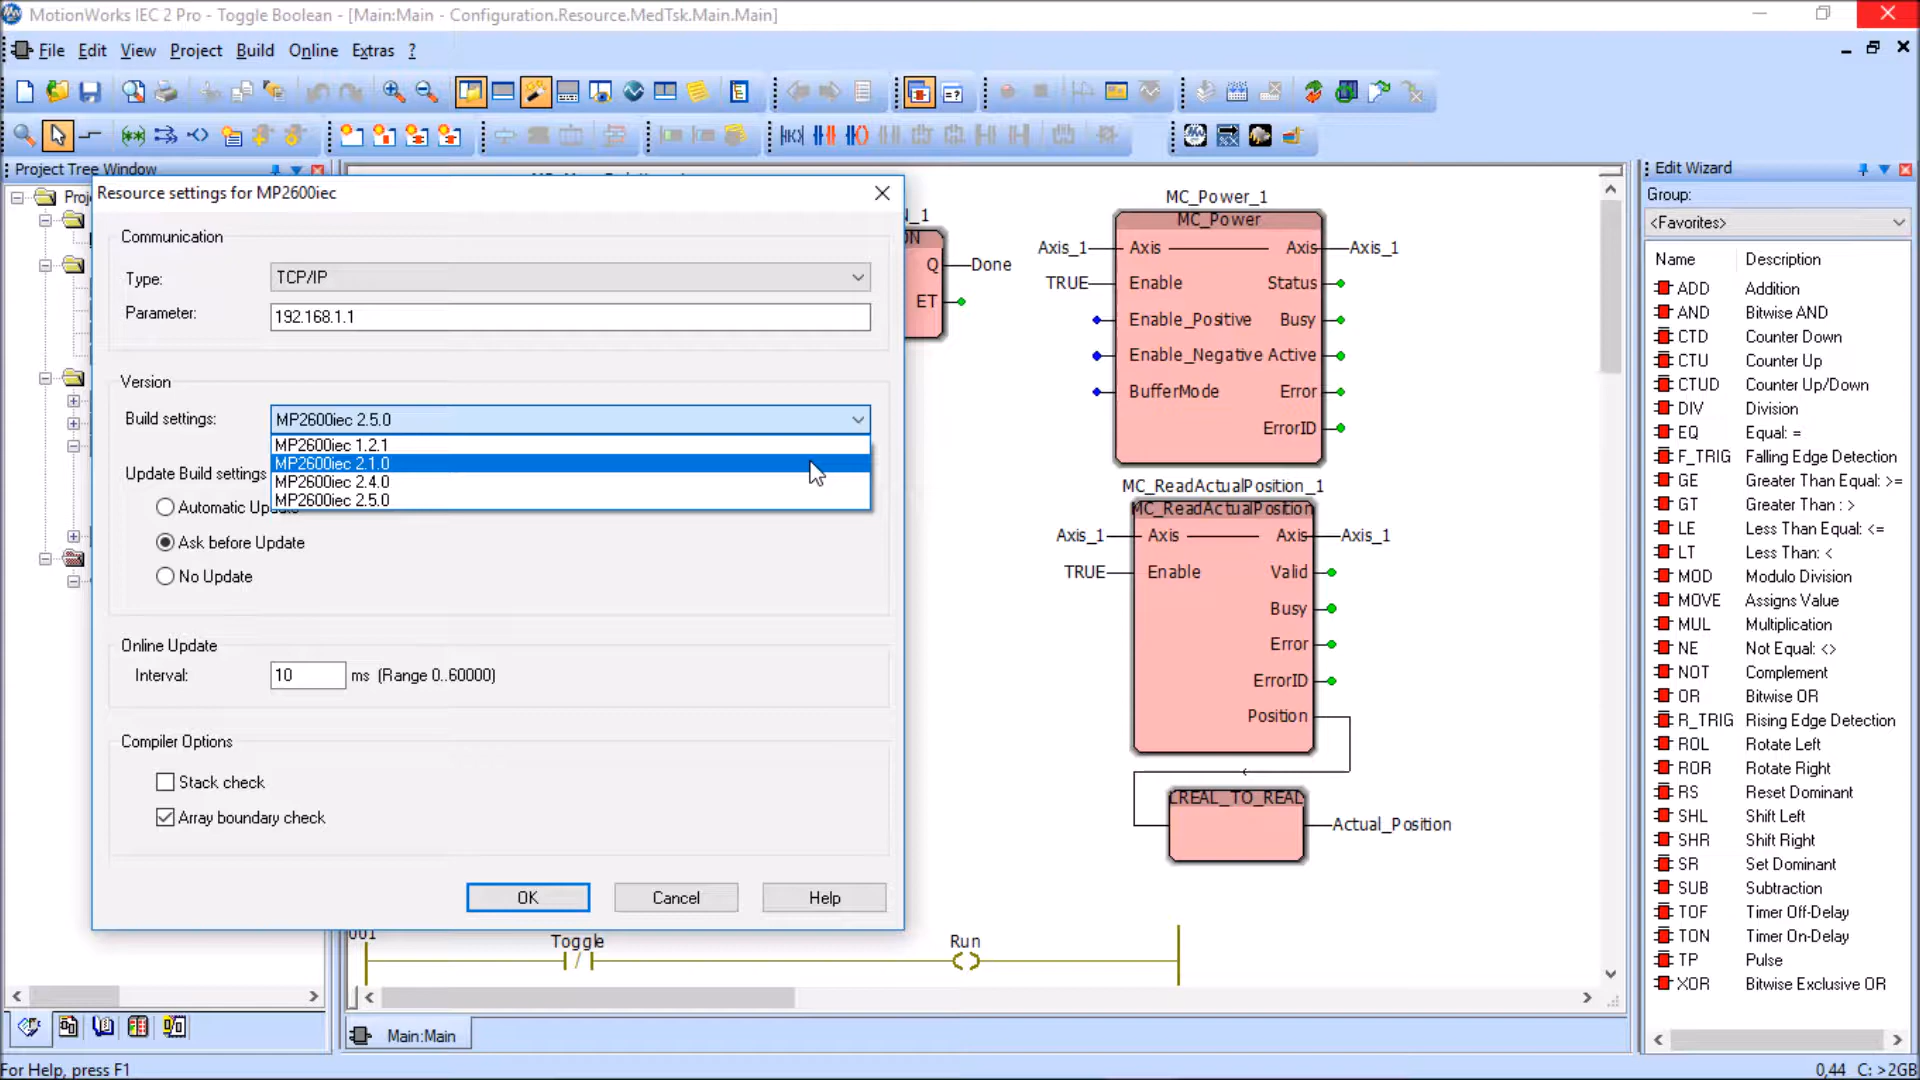 MotionWorks IEC 2 Pro - Toggle Boolean - [Main:Main - Configuration.Resource.MedTsk.Main.Main]
File Edit View Project Build Online Extras ?
Project Tree Window
Proj
Resource settings for MP2600iec
Communication
Type: TCP/IP
Parameter: 192.168.1.1
Version
Build settings: MP2600iec 2.5.0
MP2600iec 1.2.1
MP2600iec 2.1.0
MP2600iec 2.4.0
MP2600iec 2.5.0
Update Build settings
Automatic
Ask before Update
No Update
Online Update
Interval: 10 ms (Range 0..60000)
Compiler Options
Stack check
Array boundary check
OK Cancel Help
_1
ON
Q Done
ET
MC_Power_1
MC_Power
Axis_1 Axis Axis Axis_1
TRUE Enable Status
Enable_Positive Busy
Enable_Negative Active
BufferMode Error
ErrorID
MC_ReadActualPosition_1
MC_ReadActualPosition
Axis_1 Axis Axis Axis_1
TRUE Enable Valid
Busy
Error
ErrorID
Position
LREAL_TO_REAL
Actual_Position
001
Toggle Run
Main:Main
Edit Wizard
Group:
<Favorites>
Name Description
ADD Addition
AND Bitwise AND
CTD Counter Down
CTU Counter Up
CTUD Counter Up/Down
DIV Division
EQ Equal: =
F_TRIG Falling Edge Detection
GE Greater Than Equal: >=
GT Greater Than : >
LE Less Than Equal: <=
LT Less Than: <
MOD Modulo Division
MOVE Assigns Value
MUL Multiplication
NE Not Equal: <>
NOT Complement
OR Bitwise OR
R_TRIG Rising Edge Detection
ROL Rotate Left
ROR Rotate Right
RS Reset Dominant
SHL Shift Left
SHR Shift Right
SR Set Dominant
SUB Subtraction
TOF Timer Off-Delay
TON Timer On-Delay
TP Pulse
XOR Bitwise Exclusive OR
For Help, press F1
0,44 C: >2GB